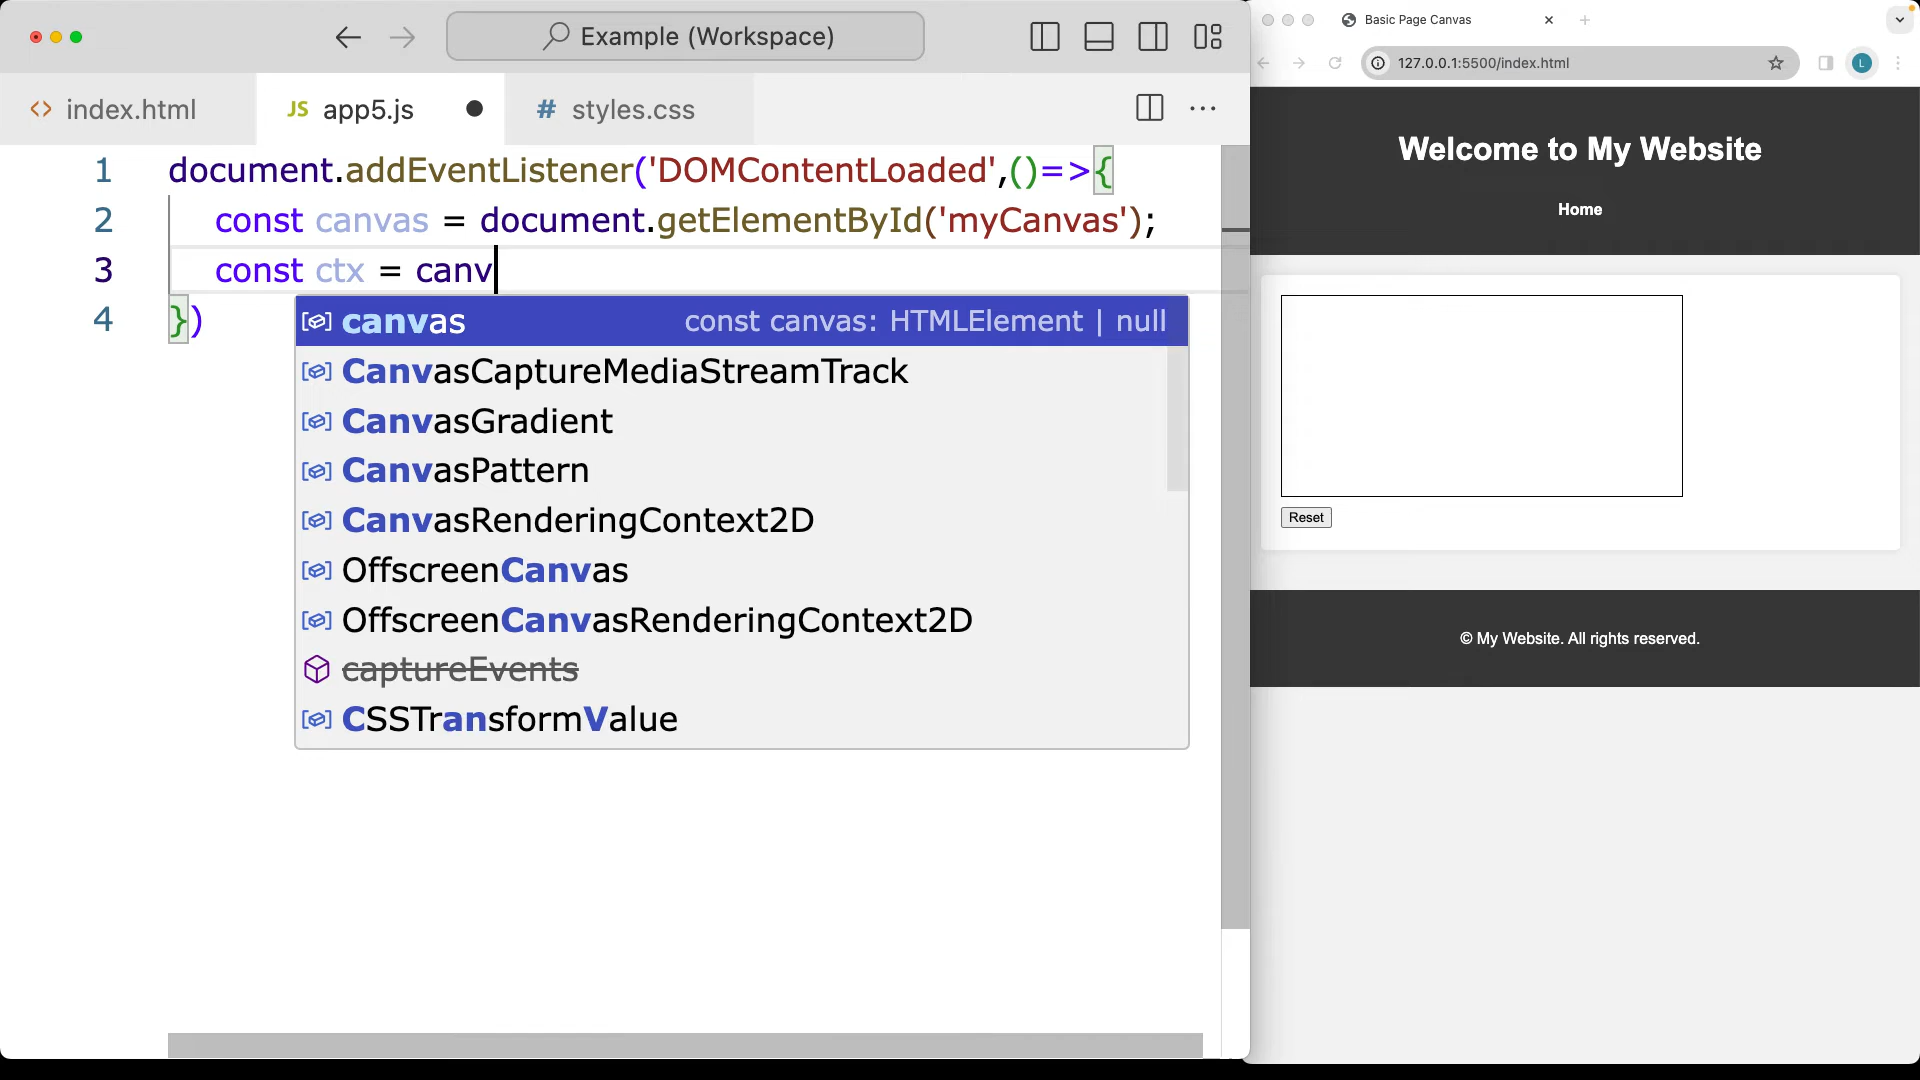 Example (Workspace)
index.html
JS app5.js
# styles.css
1 document.addEventListener('DOMContentLoaded',()=>{
2 const canvas = document.getElementById('myCanvas');
3 const ctx = canv
4 })
canvas const canvas: HTMLElement | null
CanvasCaptureMediaStreamTrack
CanvasGradient
CanvasPattern
CanvasRenderingContext2D
OffscreenCanvas
OffscreenCanvasRenderingContext2D
captureEvents
CSSTransformValue
Basic Page Canvas
127.0.0.1:5500/index.html
L
Welcome to My Website
Home
Reset
© My Website. All rights reserved.